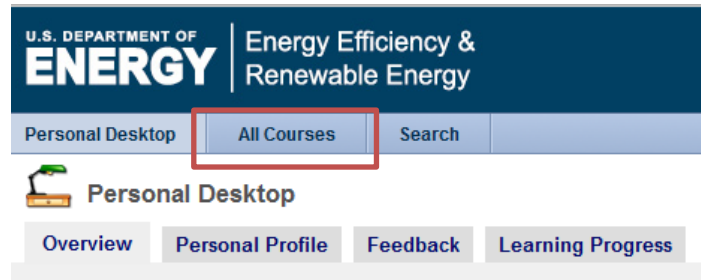 U.S. DEPARTMENT OF
ENERGY
Energy Efficiency &
Renewable Energy
Personal Desktop All Courses Search
Personal Desktop
Overview Personal Profile Feedback Learning Progress